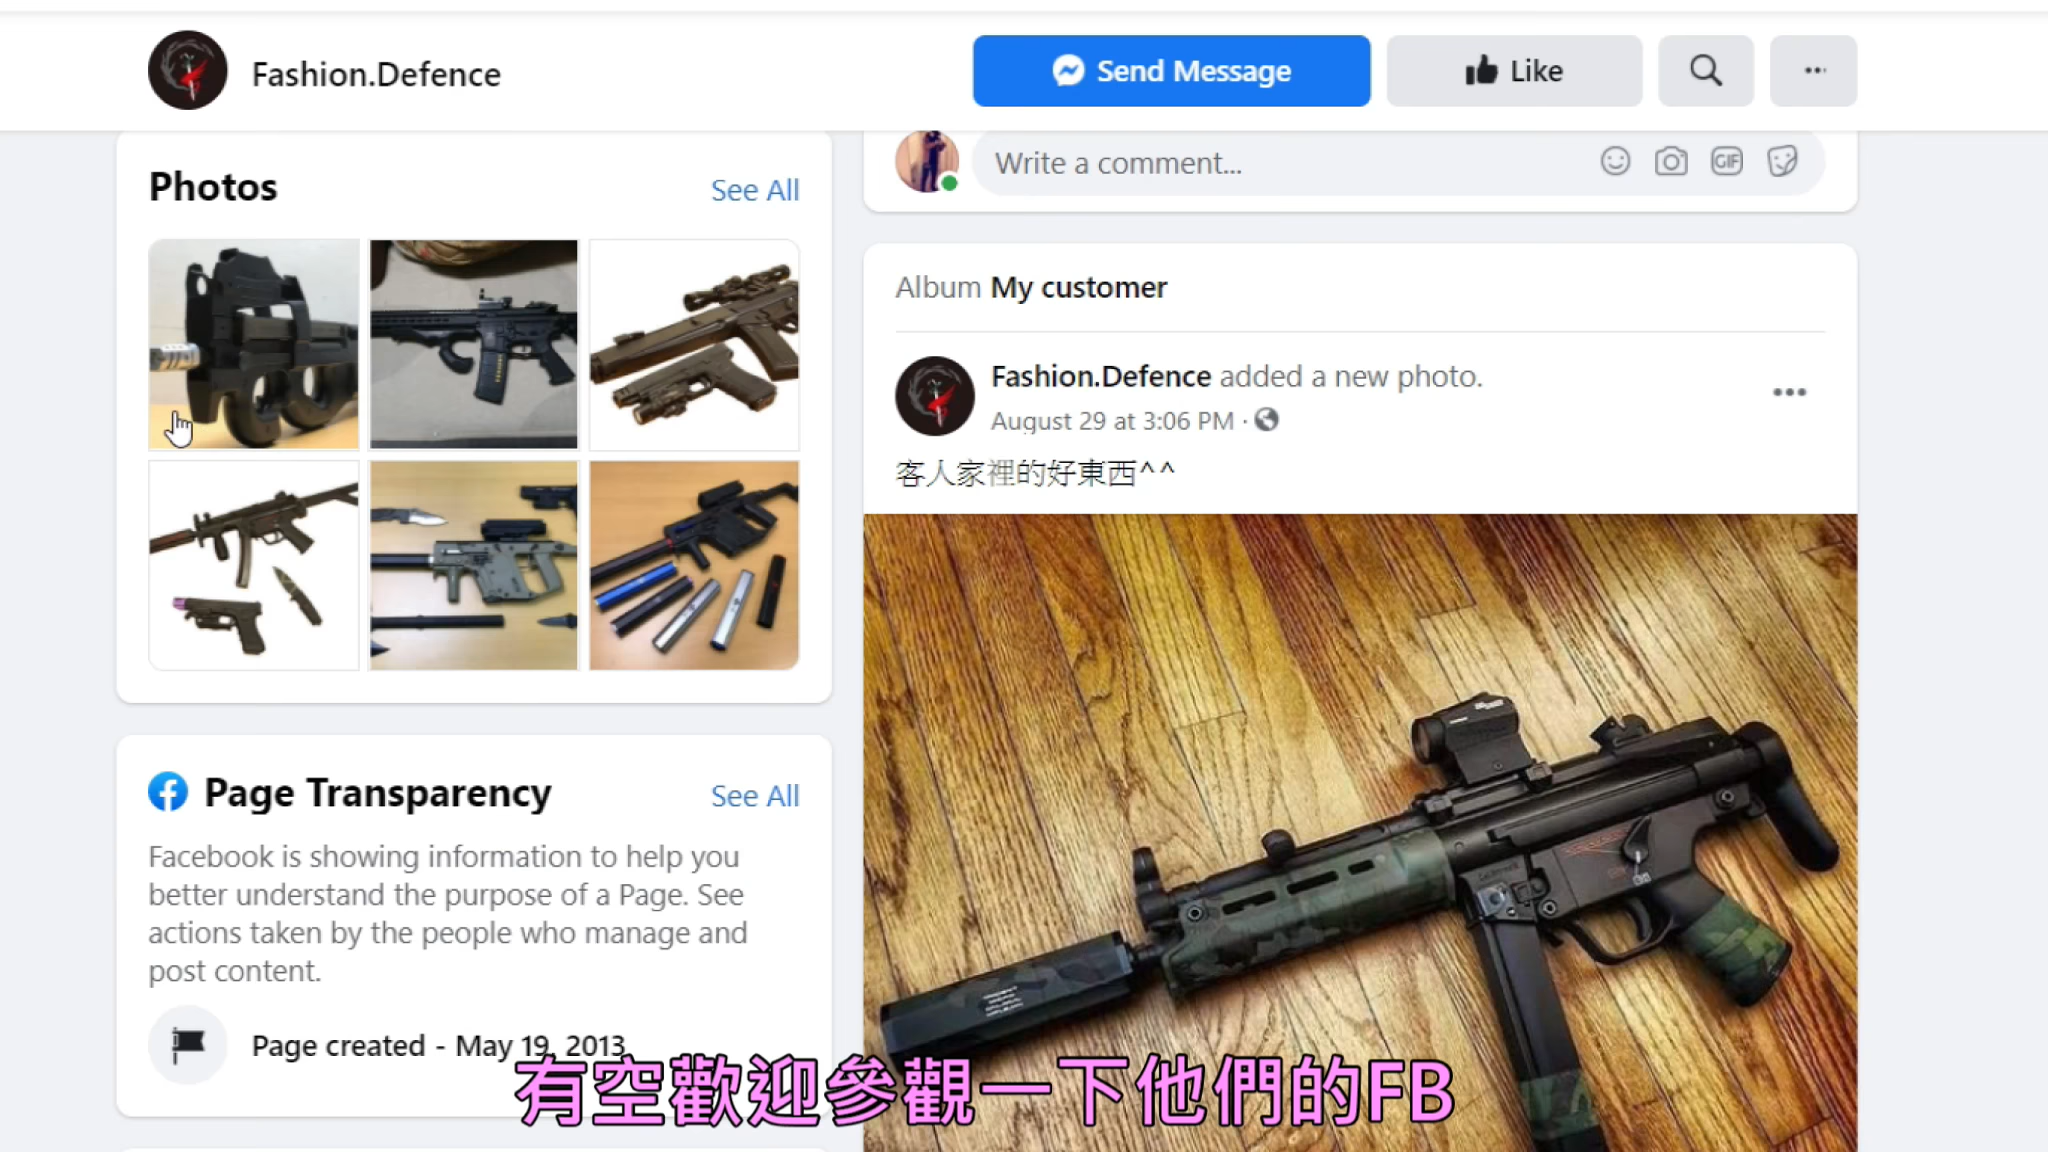 Fashion.Defence
Send Message
Like
Photos
See All
Write a comment...
GIF
Album My customer
Fashion.Defence added a new photo.
August 29 at 3:06 PM ·
客人家裡的好東西^^
Page Transparency
See All
Facebook is showing information to help you
better understand the purpose of a Page. See
actions taken by the people who manage and
post content.
Page created - May 19, 2013
有空歡迎參觀一下他們的FB